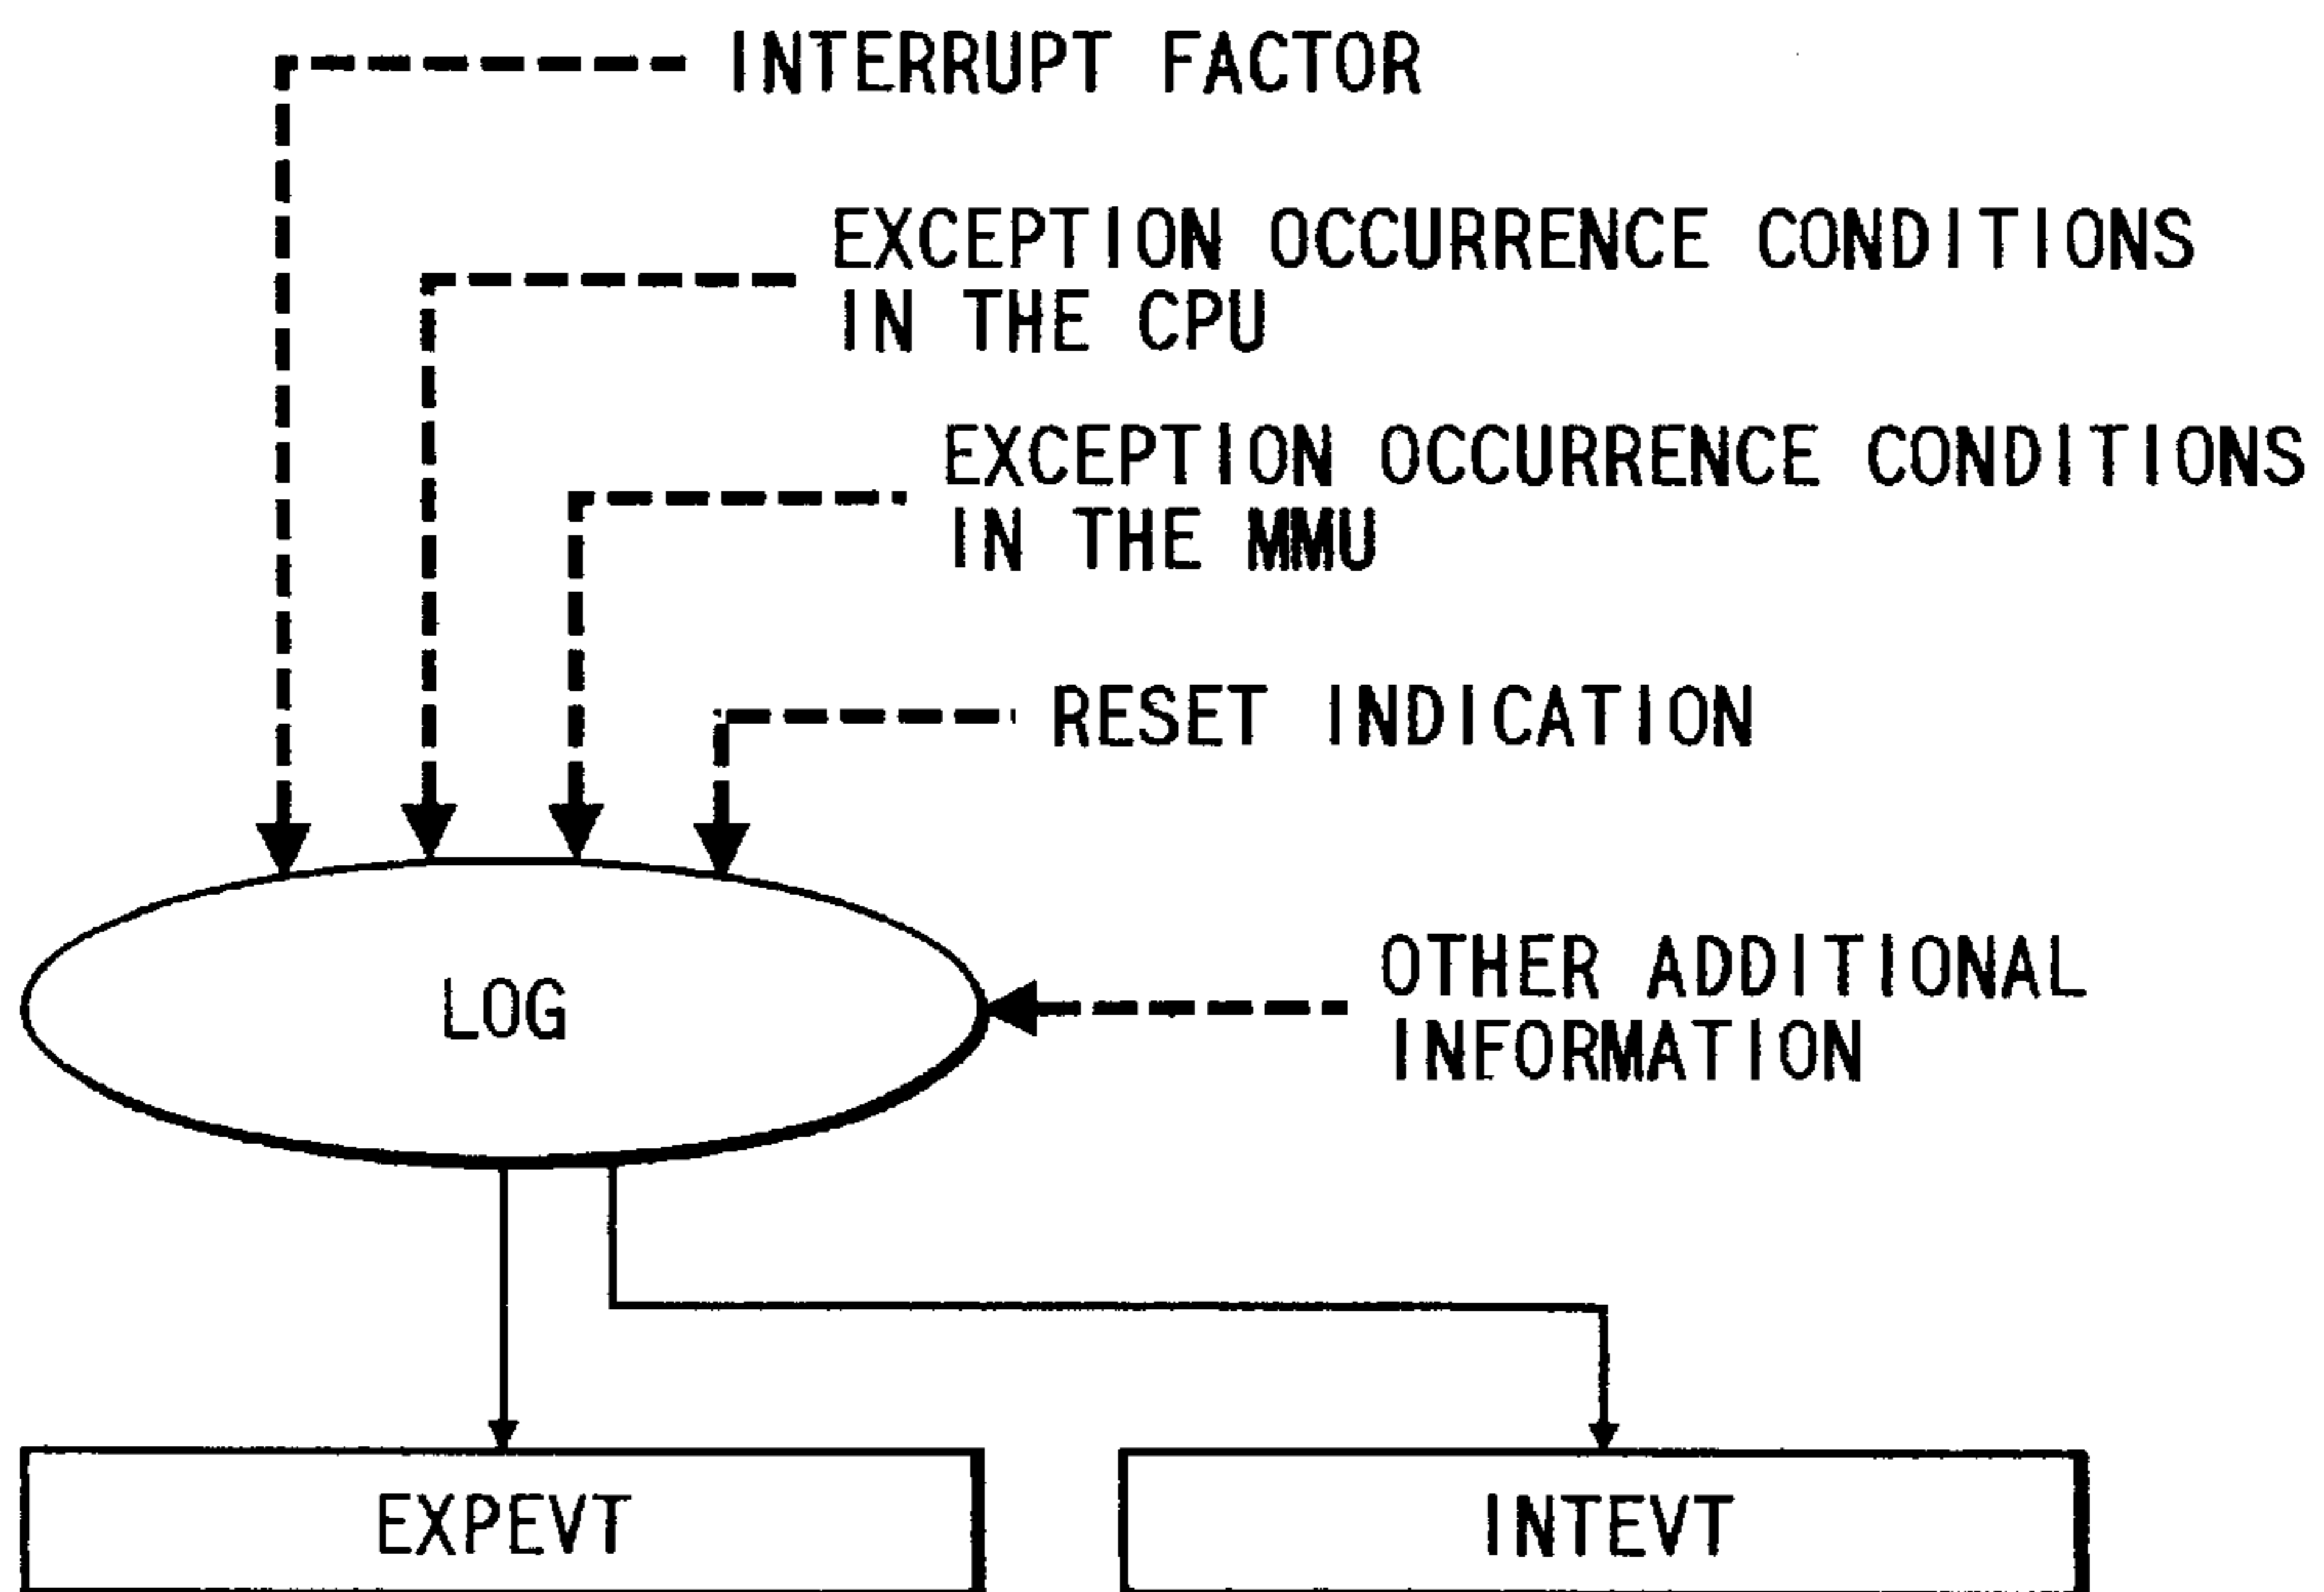 INTERRUPT FACTOR
EXCEPTION OCCURRENCE CONDITIONS
IN THE CPU
EXCEPTION OCCURRENCE CONDITIONS
IN THE MMU
RESET INDICATION
OTHER ADDITIONAL
INFORMATION
LOG
EXPEVT
INTEVT